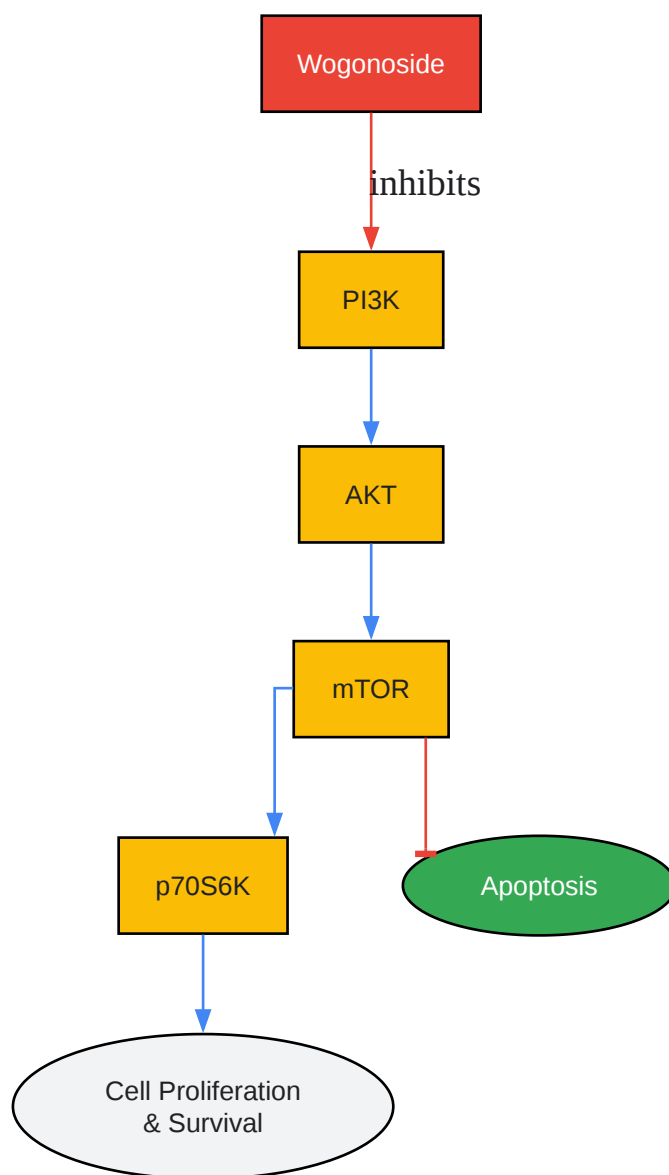 Wogonoside
inhibits
PI3K
AKT
mTOR
p70S6K
Apoptosis
Cell Proliferation
& Survival